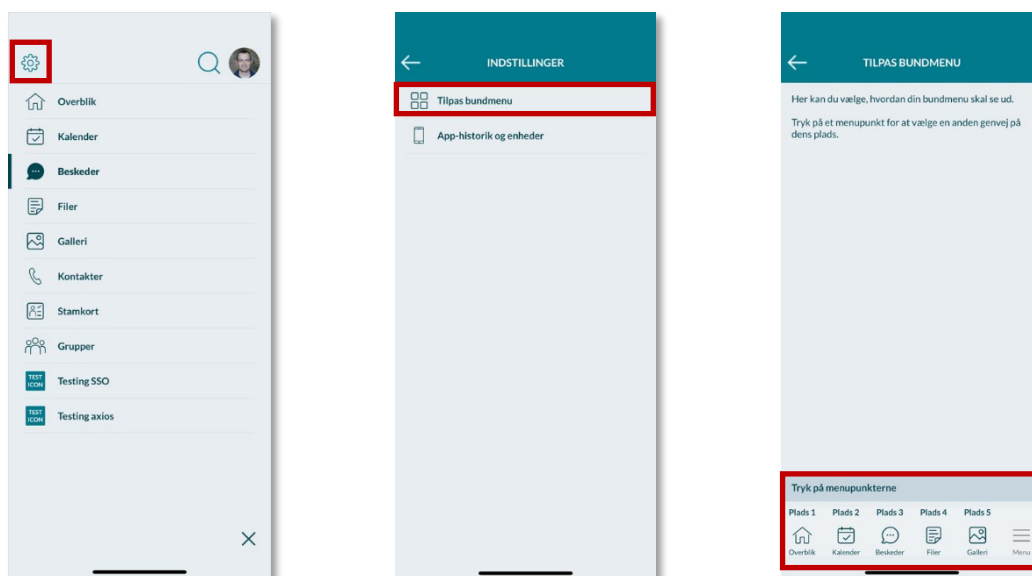 Overblik
Kalender
Beskeder
Filer
Galleri
Kontakter
Stamkort
Grupper
TEST
ICON
Testing SSO
TEST
ICON
Testing axios
INDSTILLINGER
Tilpas bundmenu
App-historik og enheder
TILPAS BUNDMENU
Her kan du vælge, hvordan din bundmenu skal se ud.
Tryk på et menupunkt for at vælge en anden genvej på
dens plads.
Tryk på menupunkterne
Plads 1 Plads 2 Plads 3 Plads 4 Plads 5
Overblik Kalender Beskeder Filer Galleri Menu